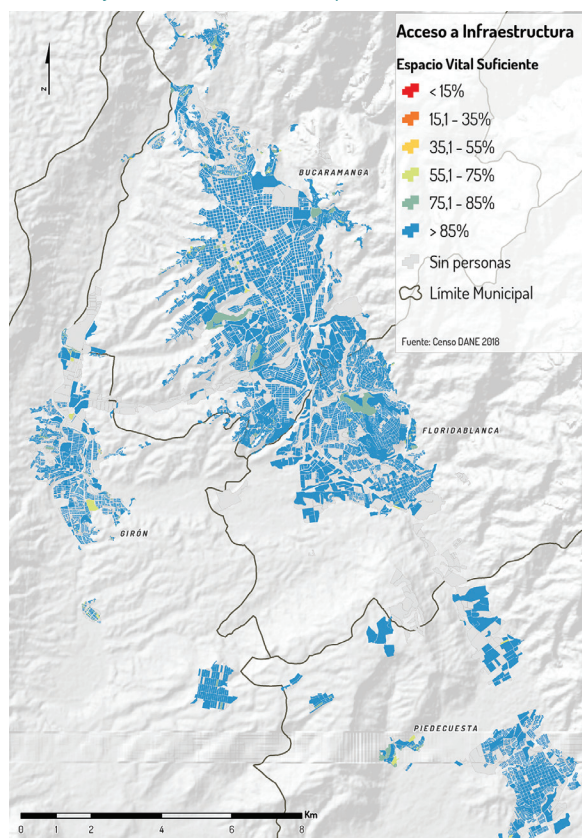 Acceso a Infraestructura
Espacio Vital Suficiente
< 15%
15,1 - 35%
35,1 - 55%
55,1 - 75%
75,1 - 85%
> 85%
Sin personas
Límite Municipal
Fuente: Censo DANE 2018
N
BUCARAMANGA
FLORIDABLANCA
GIRÓN
PIEDECUESTA
Km
0 1 2 4 6 8